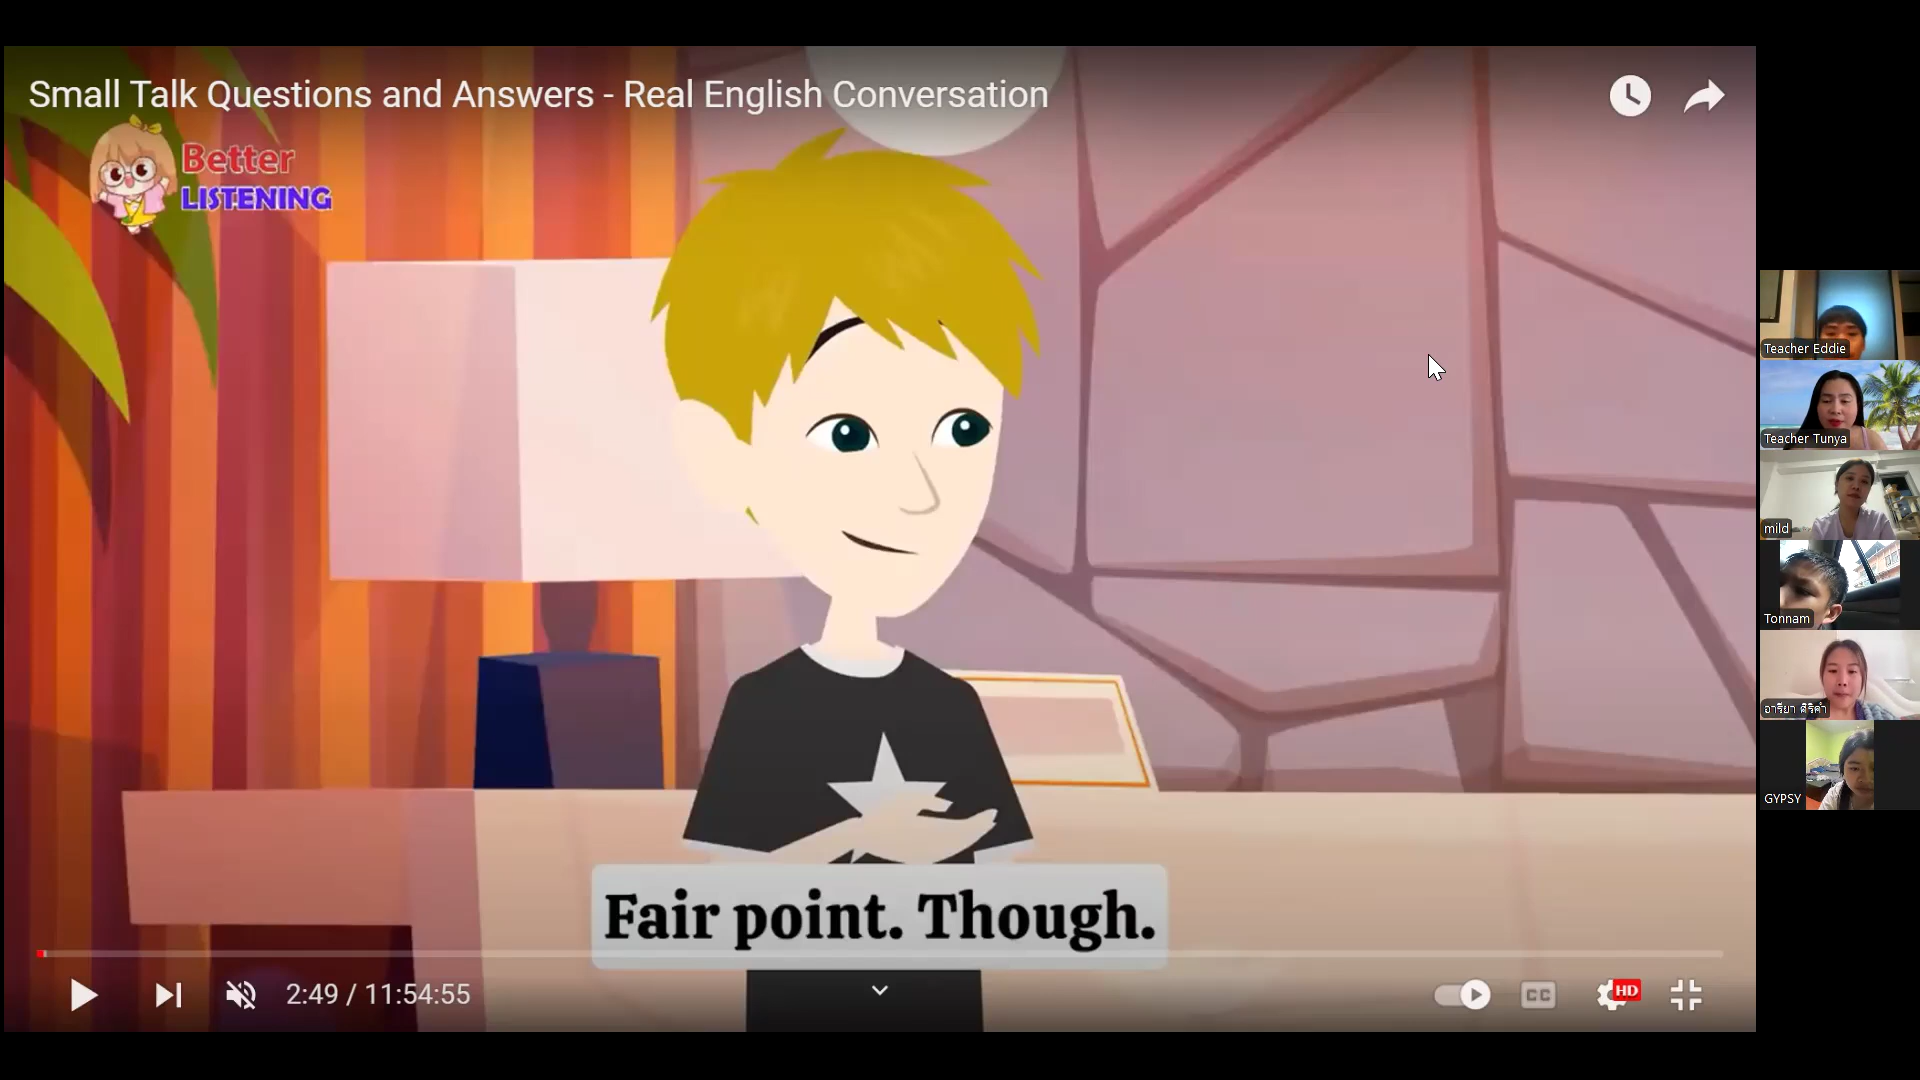 Small Talk Questions and Answers - Real English Conversation
Better
LISTENING
Teacher Eddie
Teacher Tunya
mild
Tonnam
อารียา ศิริคำ
GYPSY
Fair point. Though.
2:49 / 11:54:55
CC
HD